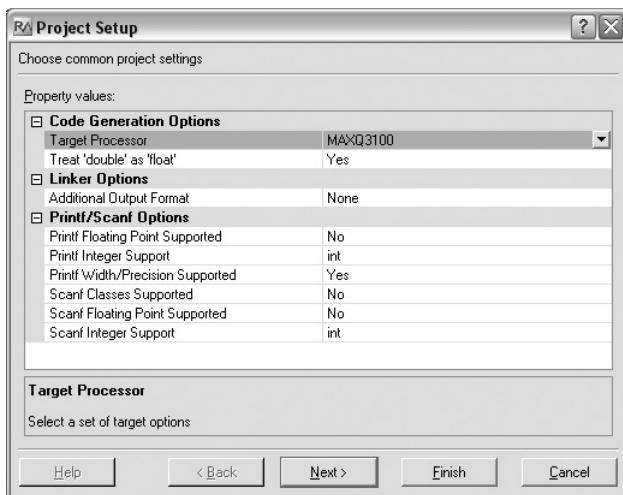 Project Setup
Choose common project settings
Property values:
Code Generation Options
Target Processor MAXQ3100
Treat 'double' as 'float' Yes
Linker Options
Additional Output Format None
Printf/Scanf Options
Printf Floating Point Supported No
Printf Integer Support int
Printf Width/Precision Supported Yes
Scanf Classes Supported No
Scanf Floating Point Supported No
Scanf Integer Support int
Target Processor
Select a set of target options
Help < Back Next > Finish Cancel